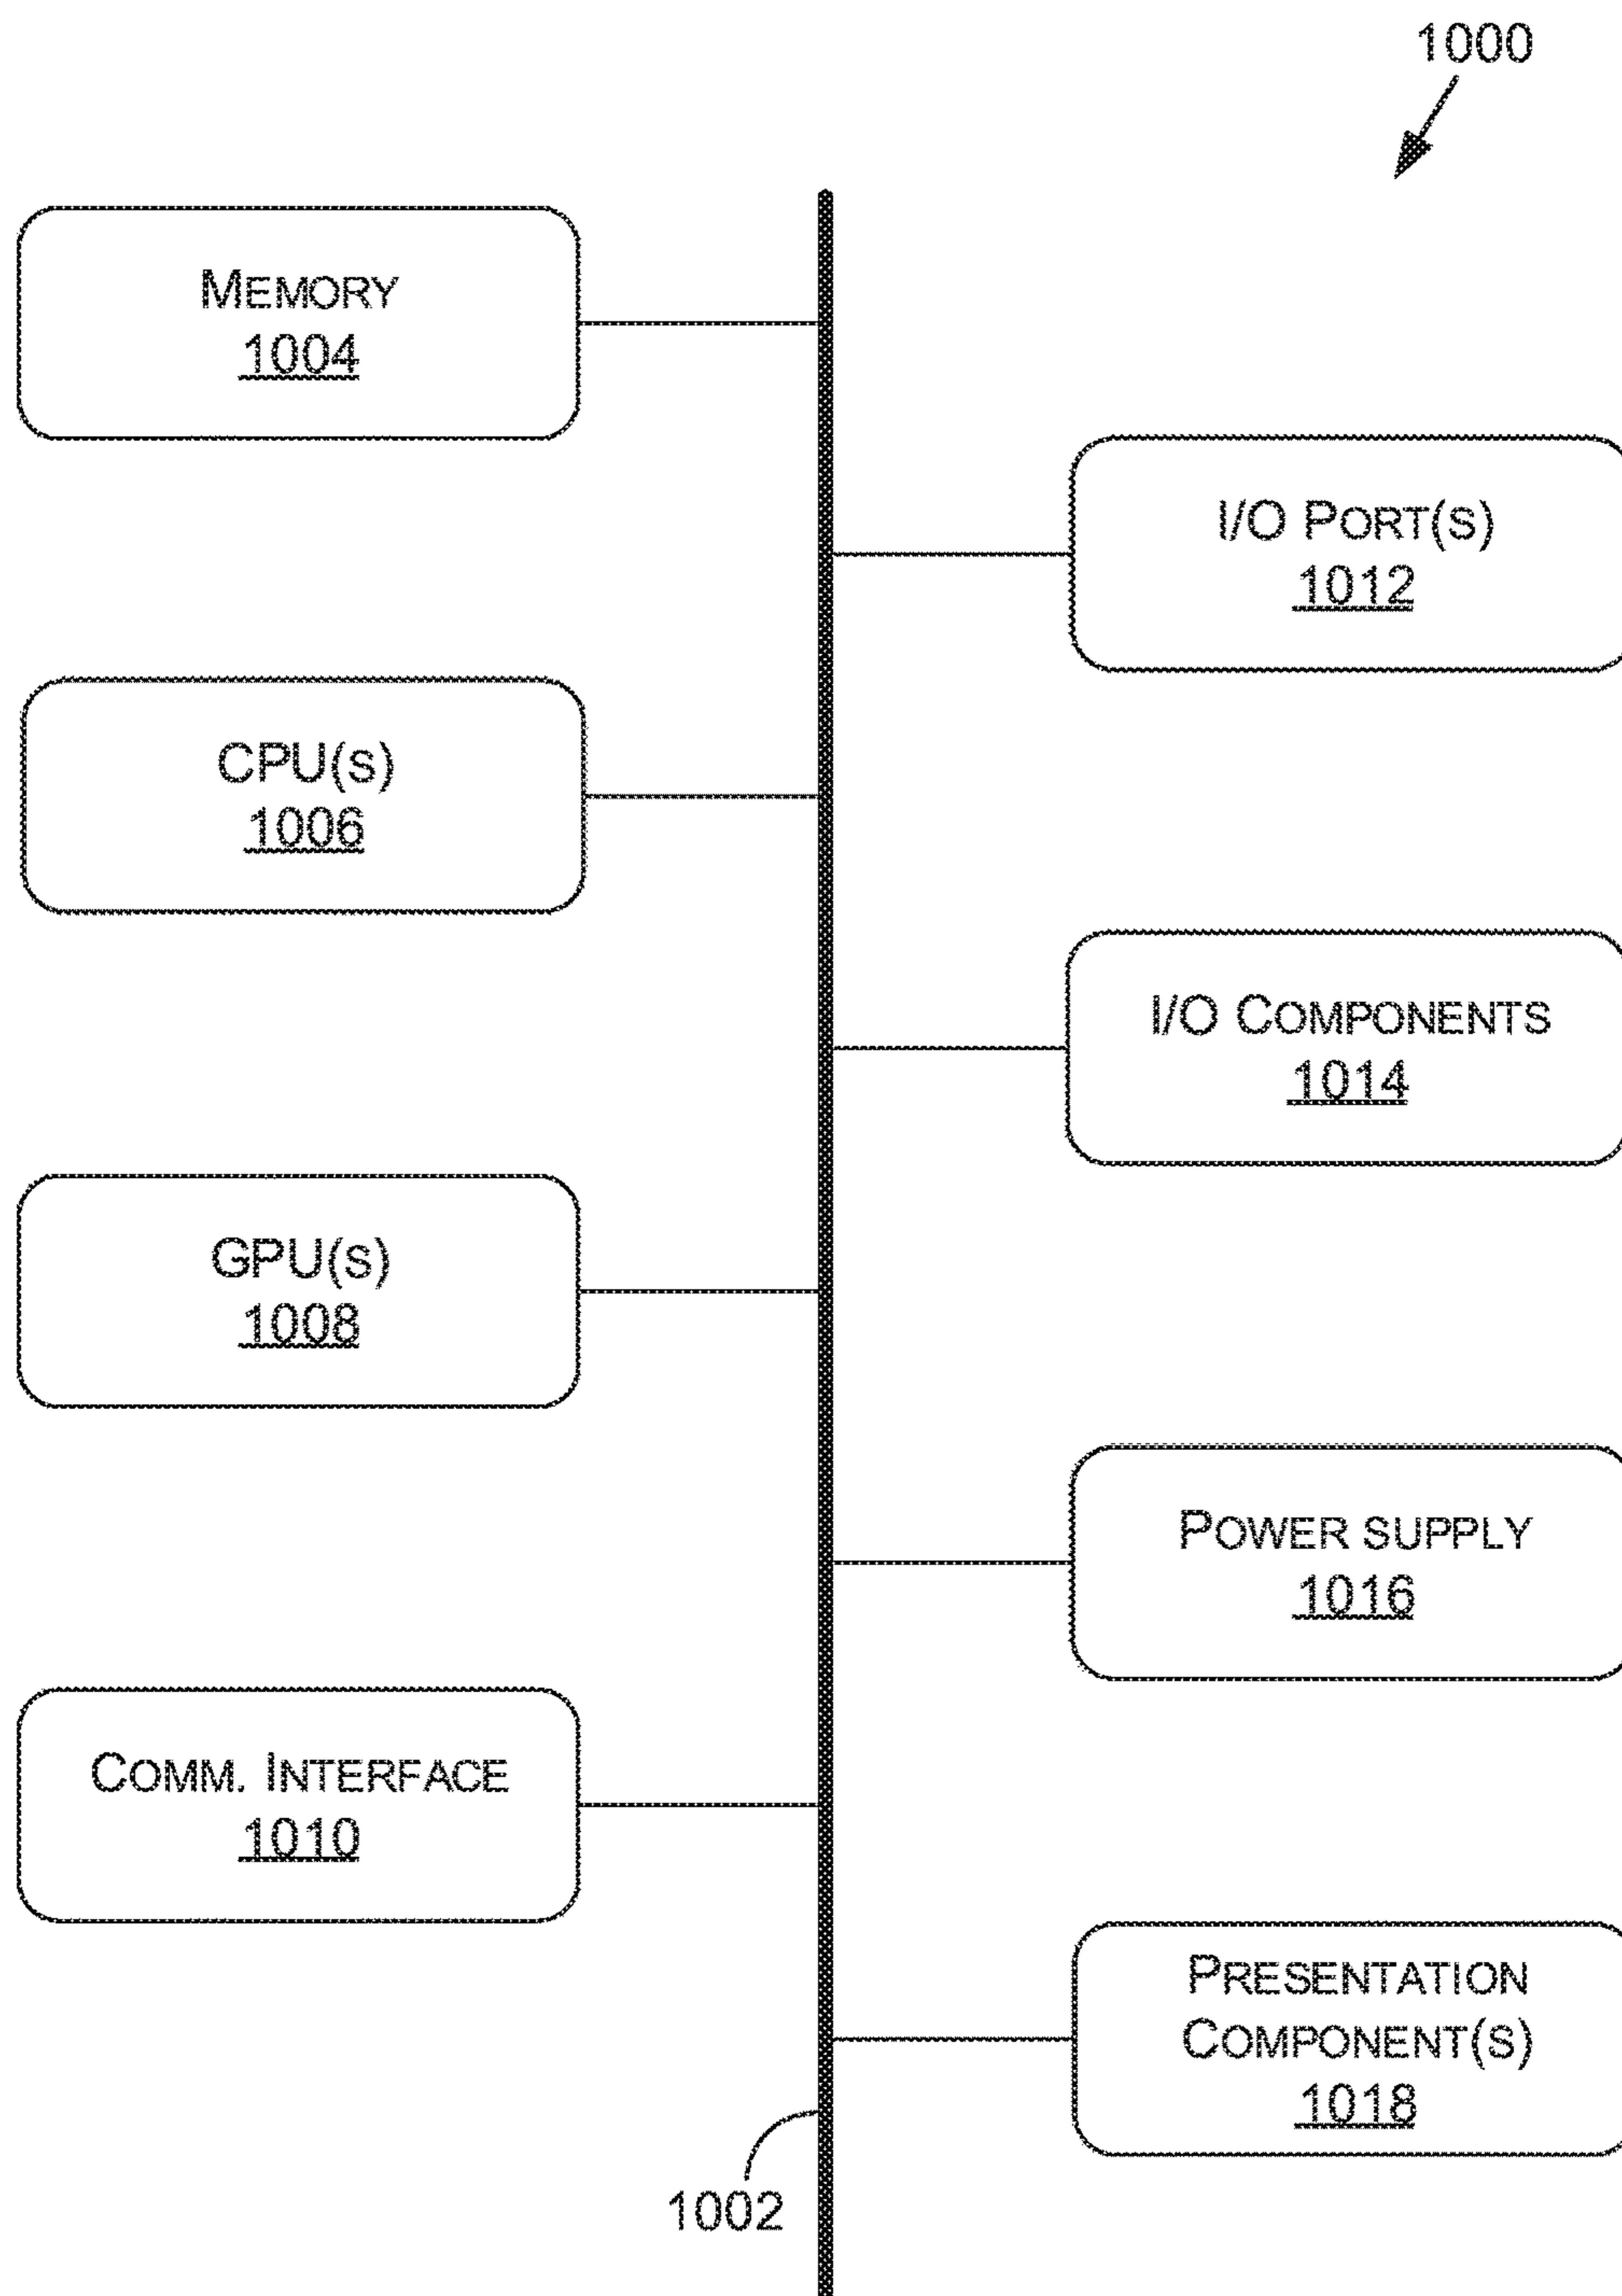 1000
MEMORY
1004
I/O PORT(S)
1012
CPU(S)
1006
I/O COMPONENTS
1014
GPU(S)
1008
POWER SUPPLY
1016
COMM. INTERFACE
1010
PRESENTATION
COMPONENT(S)
1018
1002